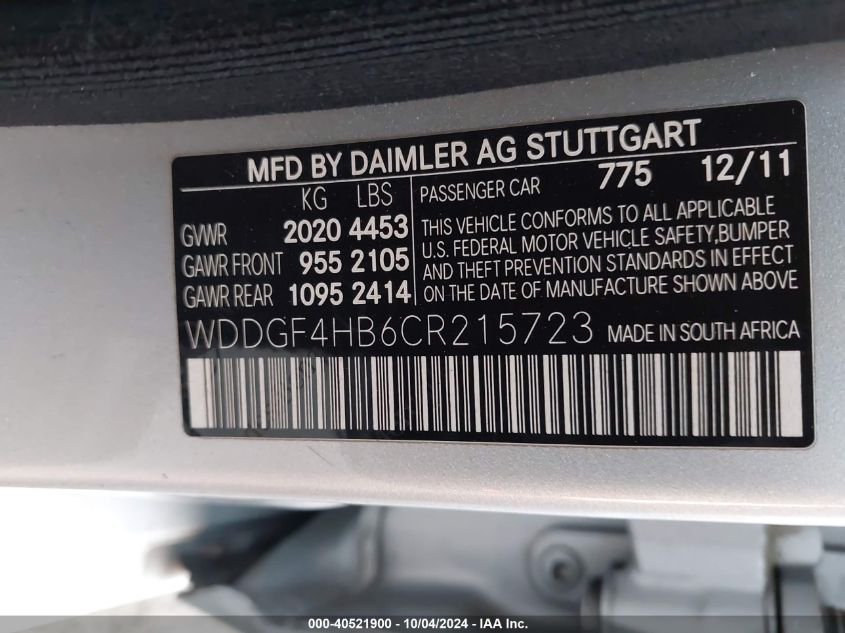 MFD BY DAIMLER AG STUTTGART
KG LBS
GVWR 2020 4453
GAWR FRONT 955 2105
GAWR REAR 1095 2414
PASSENGER CAR 775 12/11
THIS VEHICLE CONFORMS TO ALL APPLICABLE
U.S. FEDERAL MOTOR VEHICLE SAFETY,BUMPER
AND THEFT PREVENTION STANDARDS IN EFFECT
ON THE DATE OF MANUFACTURE SHOWN ABOVE
WDDGF4HB6CR215723 MADE IN SOUTH AFRICA
000-40521900 - 10/04/2024 - IAA Inc.